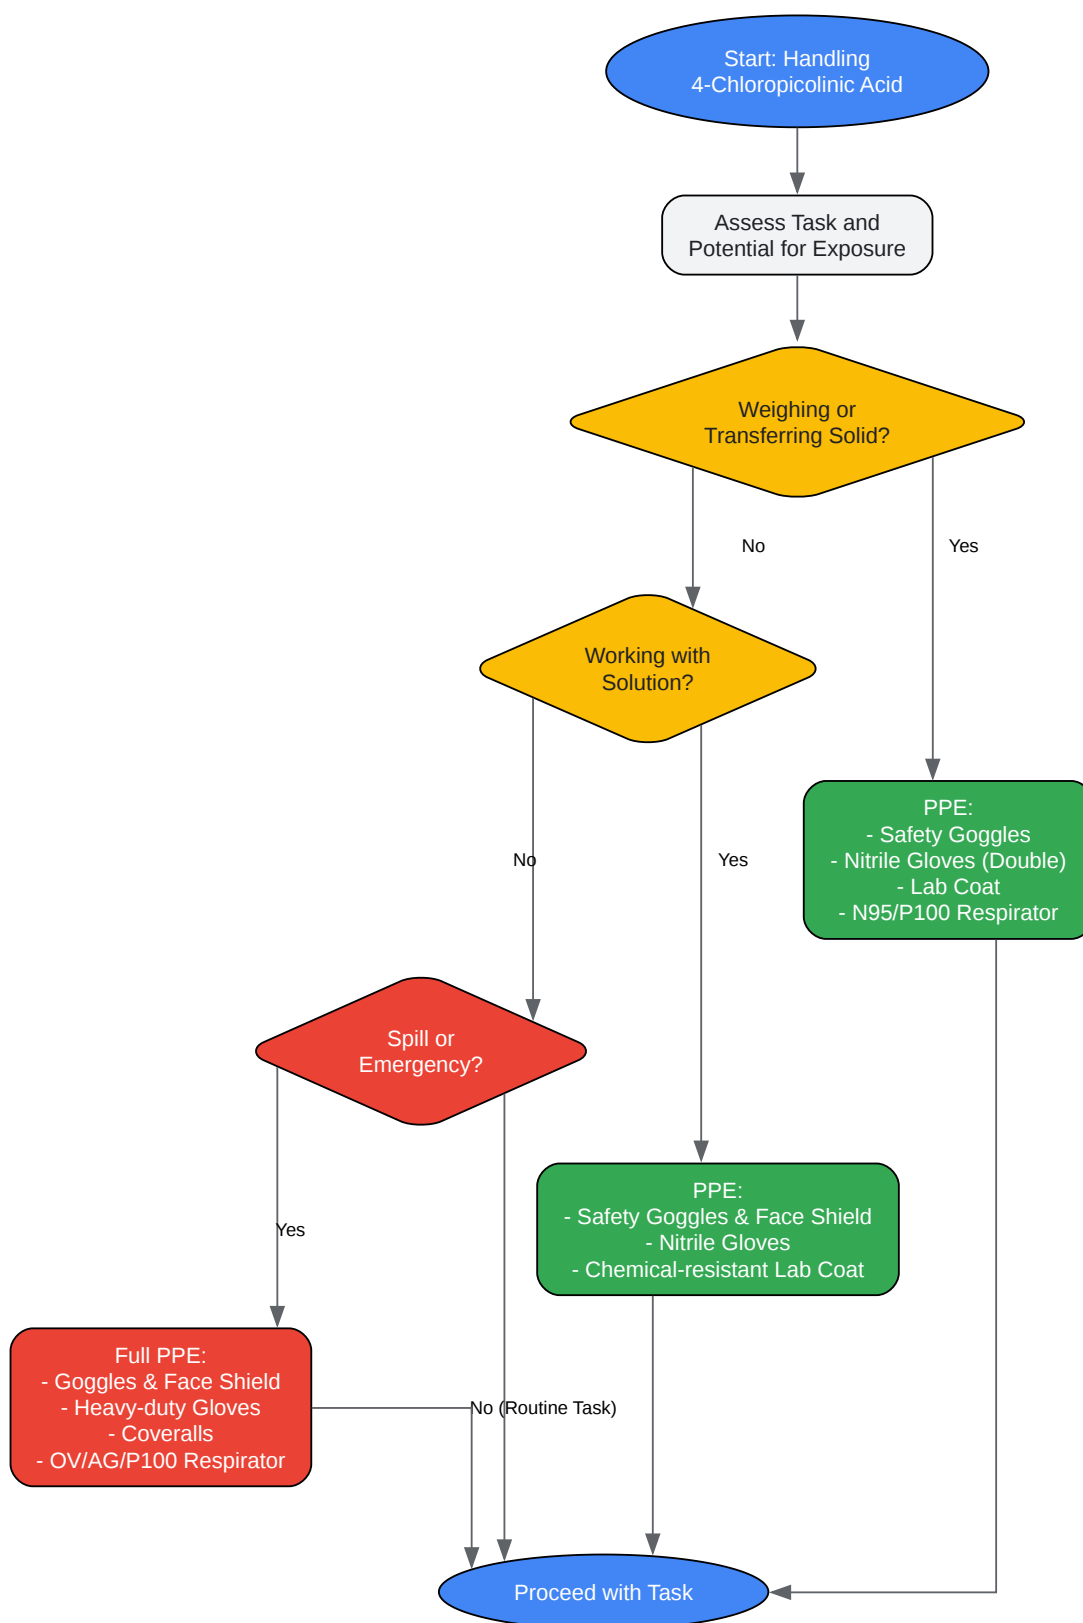 Start: Handling
4-Chloropicolinic Acid
Assess Task and
Potential for Exposure
Weighing or
Transferring Solid?
No
Yes
Working with
Solution?
PPE:
- Safety Goggles
- Nitrile Gloves (Double)
- Lab Coat
- N95/P100 Respirator
No
Yes
Spill or
Emergency?
PPE:
- Safety Goggles & Face Shield
- Nitrile Gloves
- Chemical-resistant Lab Coat
Yes
Full PPE:
- Goggles & Face Shield
- Heavy-duty Gloves
- Coveralls
- OV/AG/P100 Respirator
No (Routine Task)
Proceed with Task